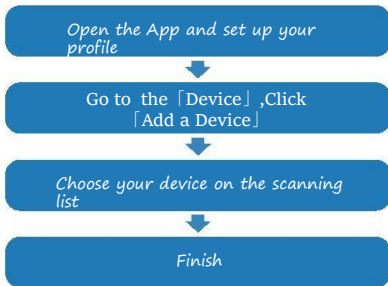 Open the App and set up your
profile
Go to the「Device」,Click
「Add a Device」
Choose your device on the scanning
list
Finish